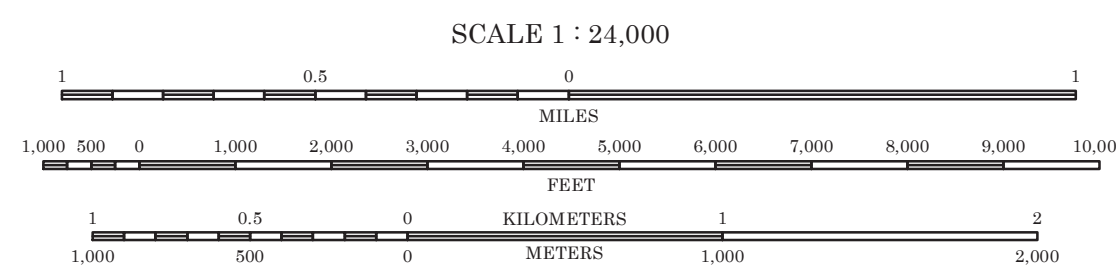 SCALE 1 : 24,000
1 0.5 0 1
MILES
1,000 500 0 1,000 2,000 3,000 4,000 5,000 6,000 7,000 8,000 9,000 10,00
FEET
1 0.5 0 KILOMETERS 1 2
1,000 500 0 METERS 1,000 2,000